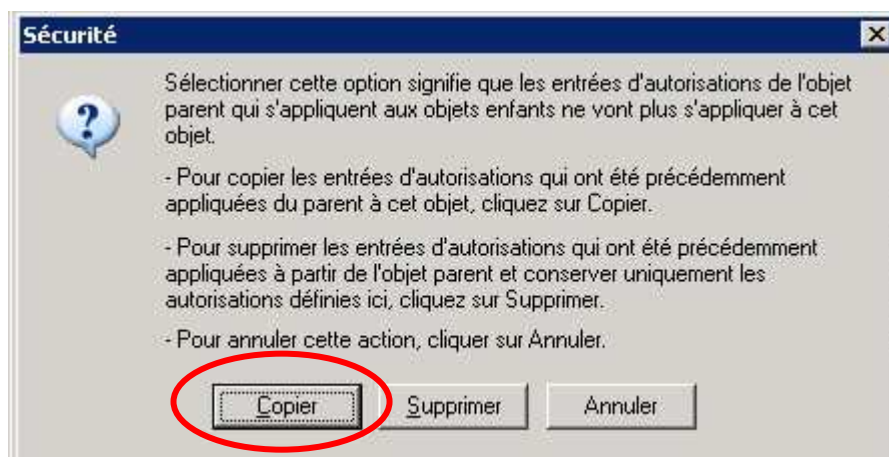 Sécurité
Sélectionner cette option signifie que les entrées d'autorisations de l'objet
parent qui s'appliquent aux objets enfants ne vont plus s'appliquer à cet
objet.
- Pour copier les entrées d'autorisations qui ont été précédemment
appliquées du parent à cet objet, cliquez sur Copier.
- Pour supprimer les entrées d'autorisations qui ont été précédemment
appliquées à partir de l'objet parent et conserver uniquement les
autorisations définies ici, cliquez sur Supprimer.
- Pour annuler cette action, cliquer sur Annuler.
Copier Supprimer Annuler